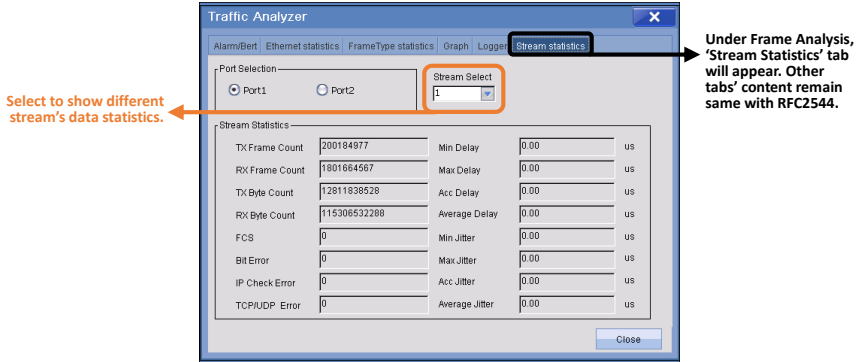 Traffic Analyzer
Alarm/Bert Ethernet statistics FrameType statistics Graph Logger Stream statistics
Port Selection
Port1 Port2
Stream Select
1
Stream Statistics
TX Frame Count 200184977 Min Delay 0.00 us
RX Frame Count 1801664567 Max Delay 0.00 us
TX Byte Count 12811838528 Acc Delay 0.00 us
RX Byte Count 115306532288 Average Delay 0.00 us
FCS 0 Min Jitter 0.00 us
Bit Error 0 Max Jitter 0.00 us
IP Check Error 0 Acc Jitter 0.00 us
TCP/UDP Error 0 Average Jitter 0.00 us
Close
Select to show different
stream's data statistics.
Under Frame Analysis,
‘Stream Statistics’ tab
will appear. Other
tabs’ content remain
same with RFC2544.